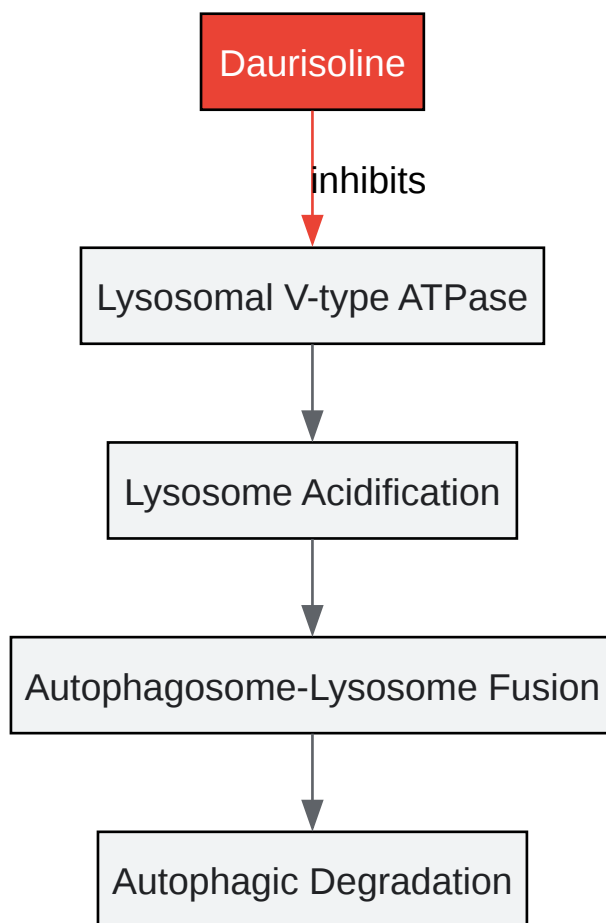 Daurisoline
inhibits
Lysosomal V-type ATPase
Lysosome Acidification
Autophagosome-Lysosome Fusion
Autophagic Degradation